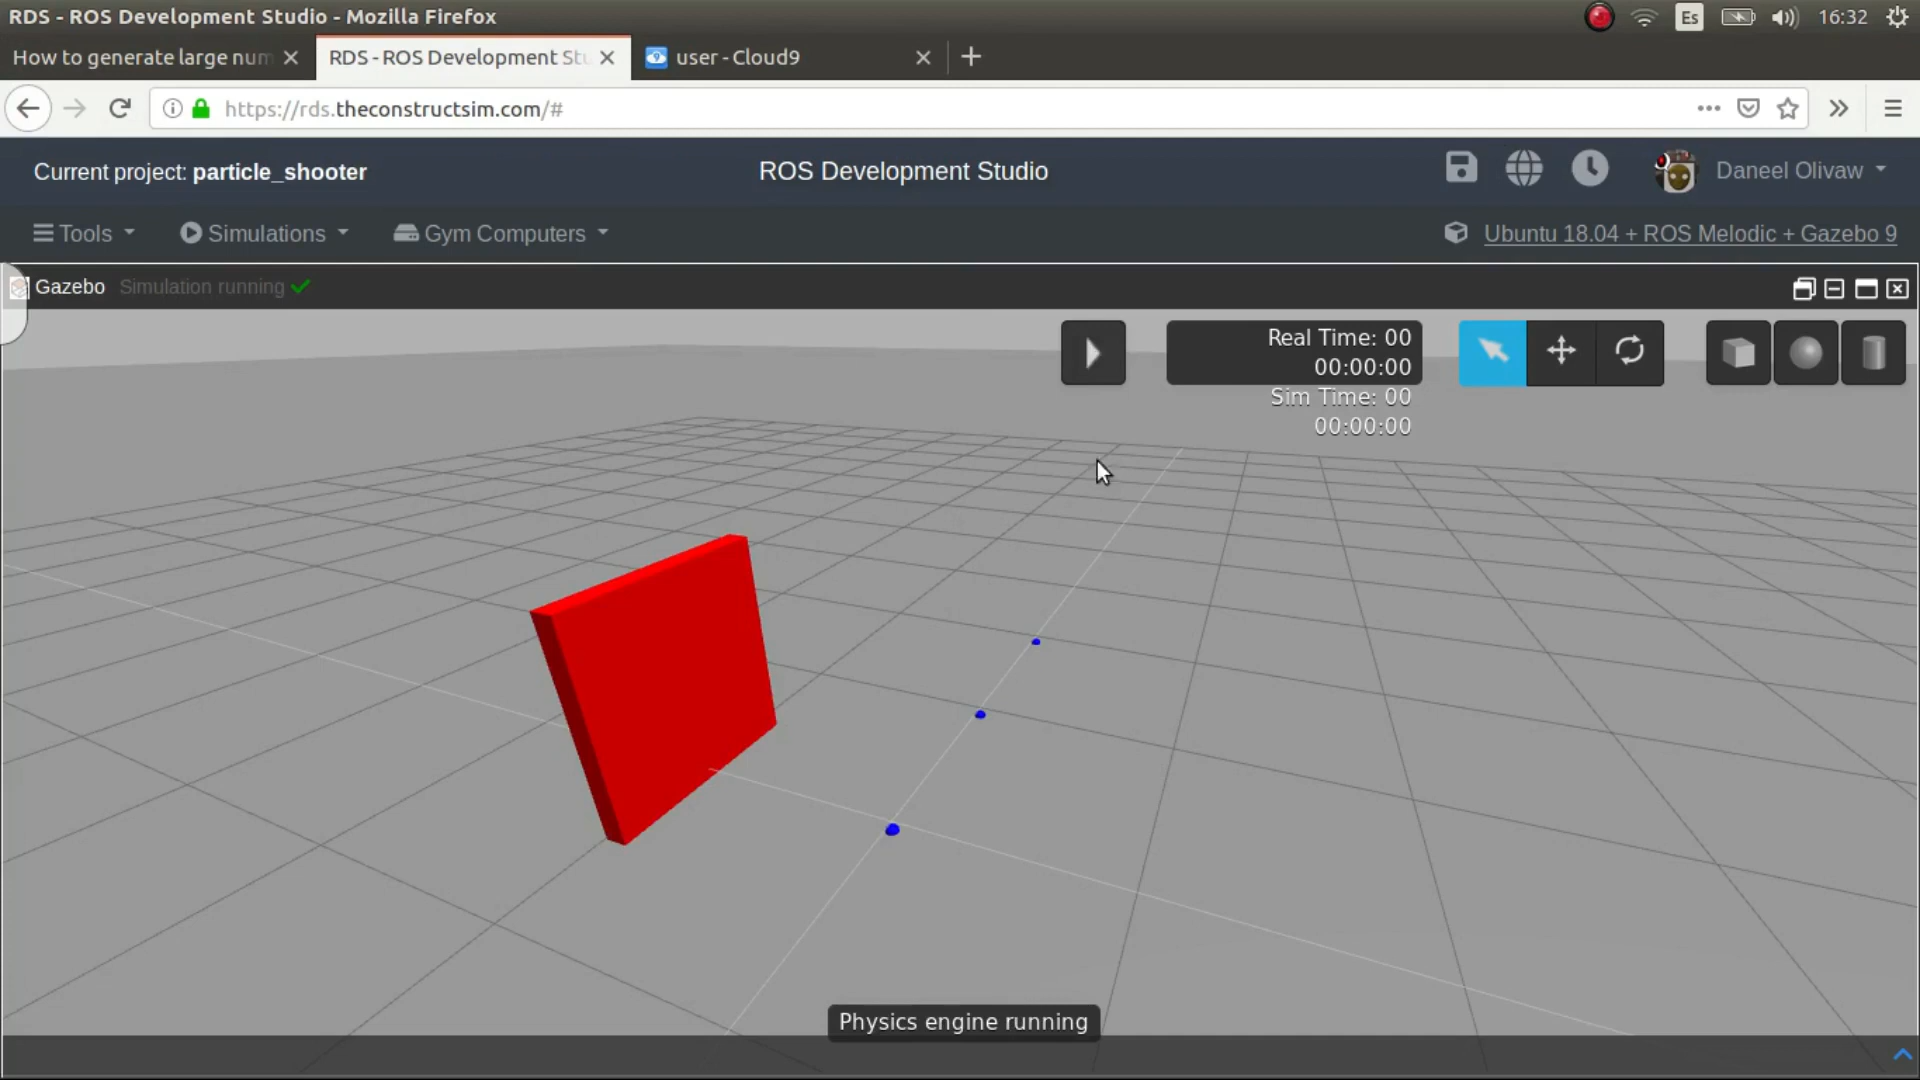 RDS - ROS Development Studio - Mozilla Firefox
Es
16:32
How to generate large num
RDS - ROS Development Stu
user - Cloud9
https://rds.theconstructsim.com/#
Current project: particle_shooter
ROS Development Studio
Daneel Olivaw
Tools
Simulations
Gym Computers
Ubuntu 18.04 + ROS Melodic + Gazebo 9
Gazebo
Simulation running
Real Time: 00
00:00:00
Sim Time: 00
00:00:00
Physics engine running